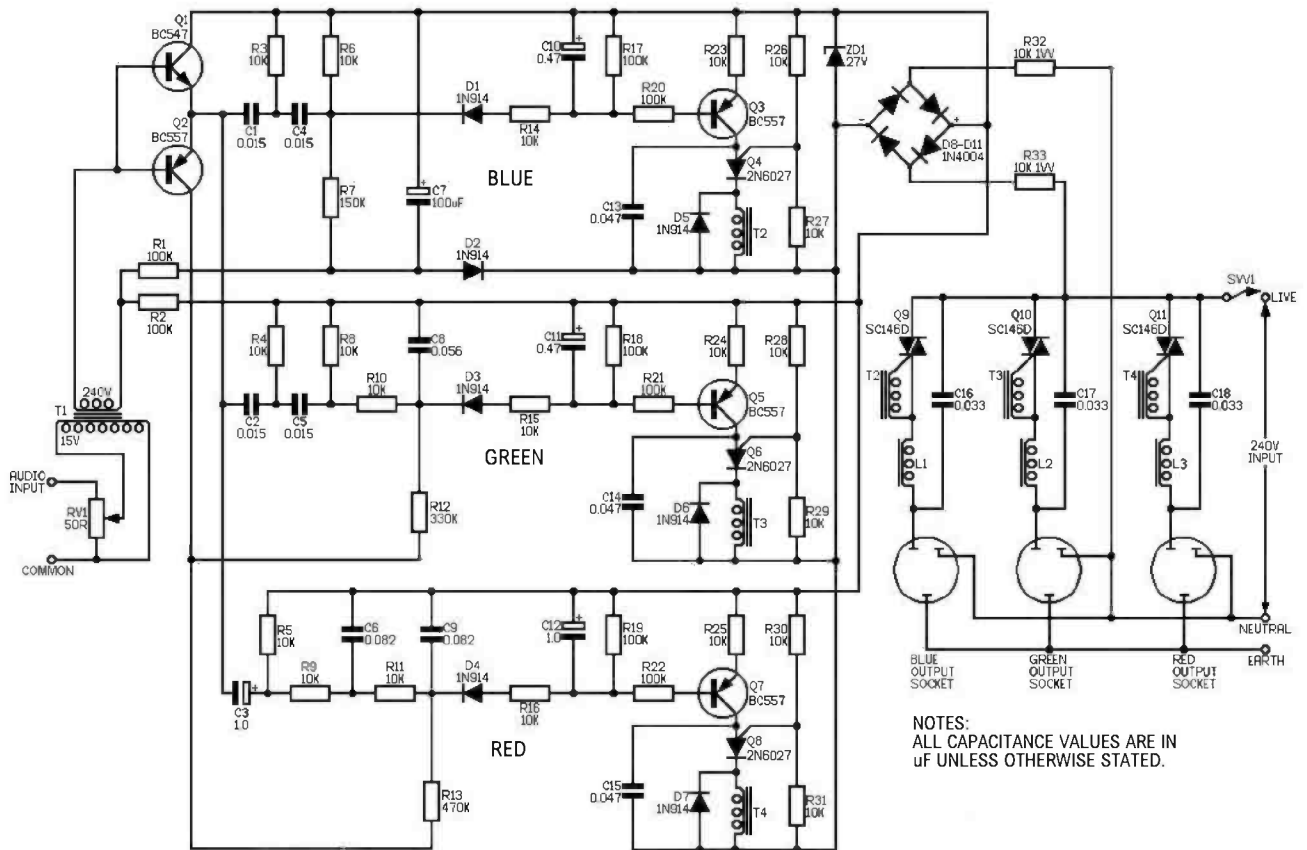 Q1
BC547
R3
10K
R6
10K
C10
0.47
+
R17
100K
R23
10K
R26
10K
ZD1
27V
R32
10K 1W
D1
1N914
R20
100K
Q3
BC557
Q2
BC557
C1
0.015
C4
0.015
R14
10K
- +
D8-D11
1N4004
R33
10K 1W
BLUE
Q4
2N6027
R7
150K
C7
100uF
C13
0.047
D5
1N914
T2
R27
10K
R1
100K
D2
1N914
R2
100K
SW1
LIVE
R4
10K
R8
10K
C8
0.056
C11
0.47
+
R18
100K
R24
10K
R28
10K
Q9
SC146D
Q10
SC146D
Q11
SC146D
R10
10K
D3
1N914
R21
100K
Q5
BC557
T2
C16
0.033
T3
C17
0.033
T4
C18
0.033
240V
T1
15V
C2
0.015
C5
0.015
R15
10K
GREEN
Q6
2N6027
L1
L2
L3
240V
INPUT
AUDIO
INPUT
RV1
50R
COMMON
R12
330K
C14
0.047
D6
1N914
T3
R29
10K
R5
10K
C6
0.082
C9
0.082
C12
1.0
+
R19
100K
R25
10K
R30
10K
NEUTRAL
EARTH
BLUE
OUTPUT
SOCKET
GREEN
OUTPUT
SOCKET
RED
OUTPUT
SOCKET
R9
10K
R11
10K
D4
1N914
R22
100K
Q7
BC557
+
C3
1.0
R16
10K
RED
Q8
2N6027
R13
470K
C15
0.047
D7
1N914
T4
R31
10K
NOTES:
ALL CAPACITANCE VALUES ARE IN
uF UNLESS OTHERWISE STATED.